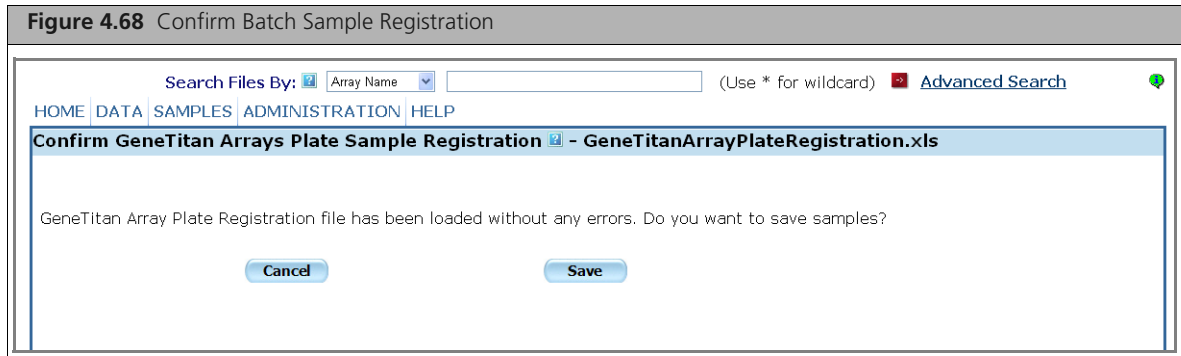 Figure 4.68 Confirm Batch Sample Registration
Search Files By: ? Array Name (Use * for wildcard) Advanced Search
HOME DATA SAMPLES ADMINISTRATION HELP
Confirm GeneTitan Arrays Plate Sample Registration ? - GeneTitanArrayPlateRegistration.xls
GeneTitan Array Plate Registration file has been loaded without any errors. Do you want to save samples?
Cancel Save